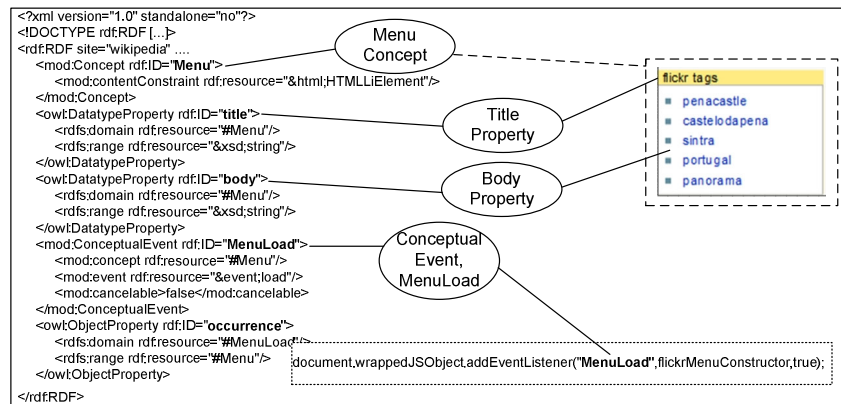 <?xml version="1.0" standalone="no"?>
<!DOCTYPE rdf:RDF [...]>
<rdf:RDF site="wikipedia" ....
<mod:Concept rdf:ID="Menu">
<mod:contentConstraint rdf:resource="&html;HTMLLiElement"/>
</mod:Concept>
<owl:DatatypeProperty rdf:ID="title">
<rdfs:domain rdf:resource="#Menu"/>
<rdfs:range rdf:resource="&xsd;string"/>
</owl:DatatypeProperty>
<owl:DatatypeProperty rdf:ID="body">
<rdfs:domain rdf:resource="#Menu"/>
<rdfs:range rdf:resource="&xsd;string"/>
</owl:DatatypeProperty>
<mod:ConceptualEvent rdf:ID="MenuLoad">
<mod:concept rdf:resource="#Menu"/>
<mod:event rdf:resource="&event;load"/>
<mod:cancelable>false</mod:cancelable>
</mod:ConceptualEvent>
<owl:ObjectProperty rdf:ID="occurrence">
<rdfs:domain rdf:resource="#MenuLoad"/>
<rdfs:range rdf:resource="#Menu"/>
</owl:ObjectProperty>
</rdf:RDF>
Menu
Concept
Title
Property
Body
Property
Conceptual
Event,
MenuLoad
flickr tags
penacastle
castelodapena
sintra
portugal
panorama
document.wrappedJSObject.addEventListener("MenuLoad",flickrMenuConstructor,true);